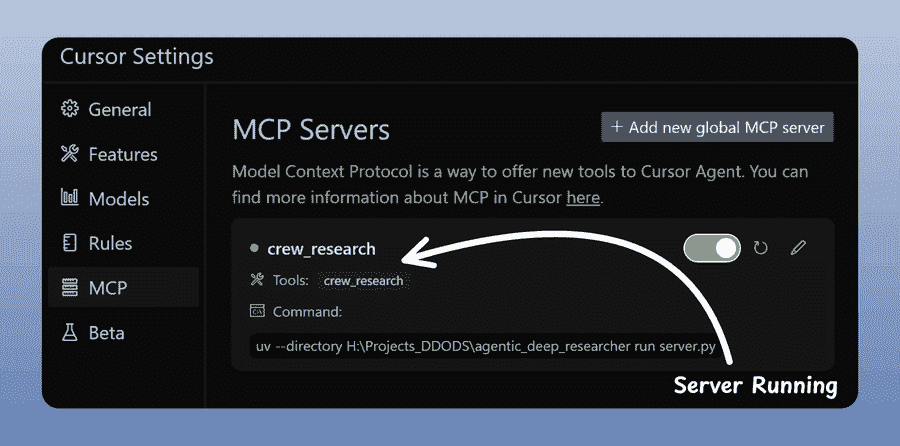 Cursor Settings
General
Features
Models
Rules
MCP
Beta
MCP Servers
+ Add new global MCP server
Model Context Protocol is a way to offer new tools to Cursor Agent. You can
find more information about MCP in Cursor here.
crew_research
Tools: crew_research
Command:
uv --directory H:\Projects_DDODS\agentic_deep_researcher run server.py
Server Running